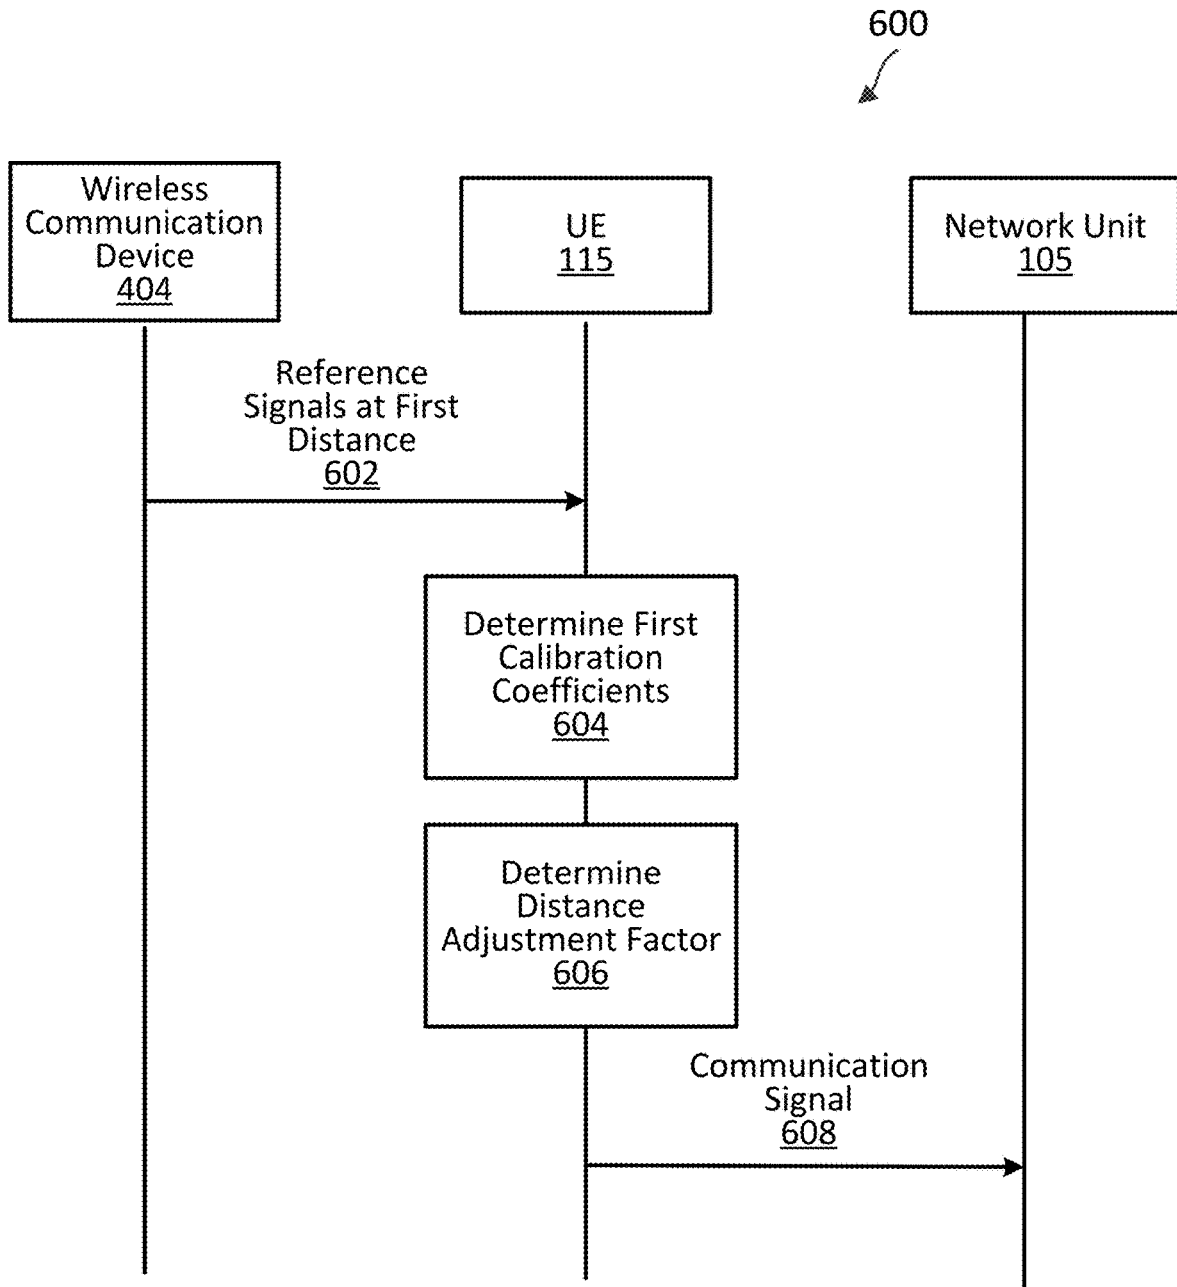 600
Wireless
Communication
Device
404
UE
115
Network Unit
105
Reference
Signals at First
Distance
602
Determine First
Calibration
Coefficients
604
Determine
Distance
Adjustment Factor
606
Communication
Signal
608